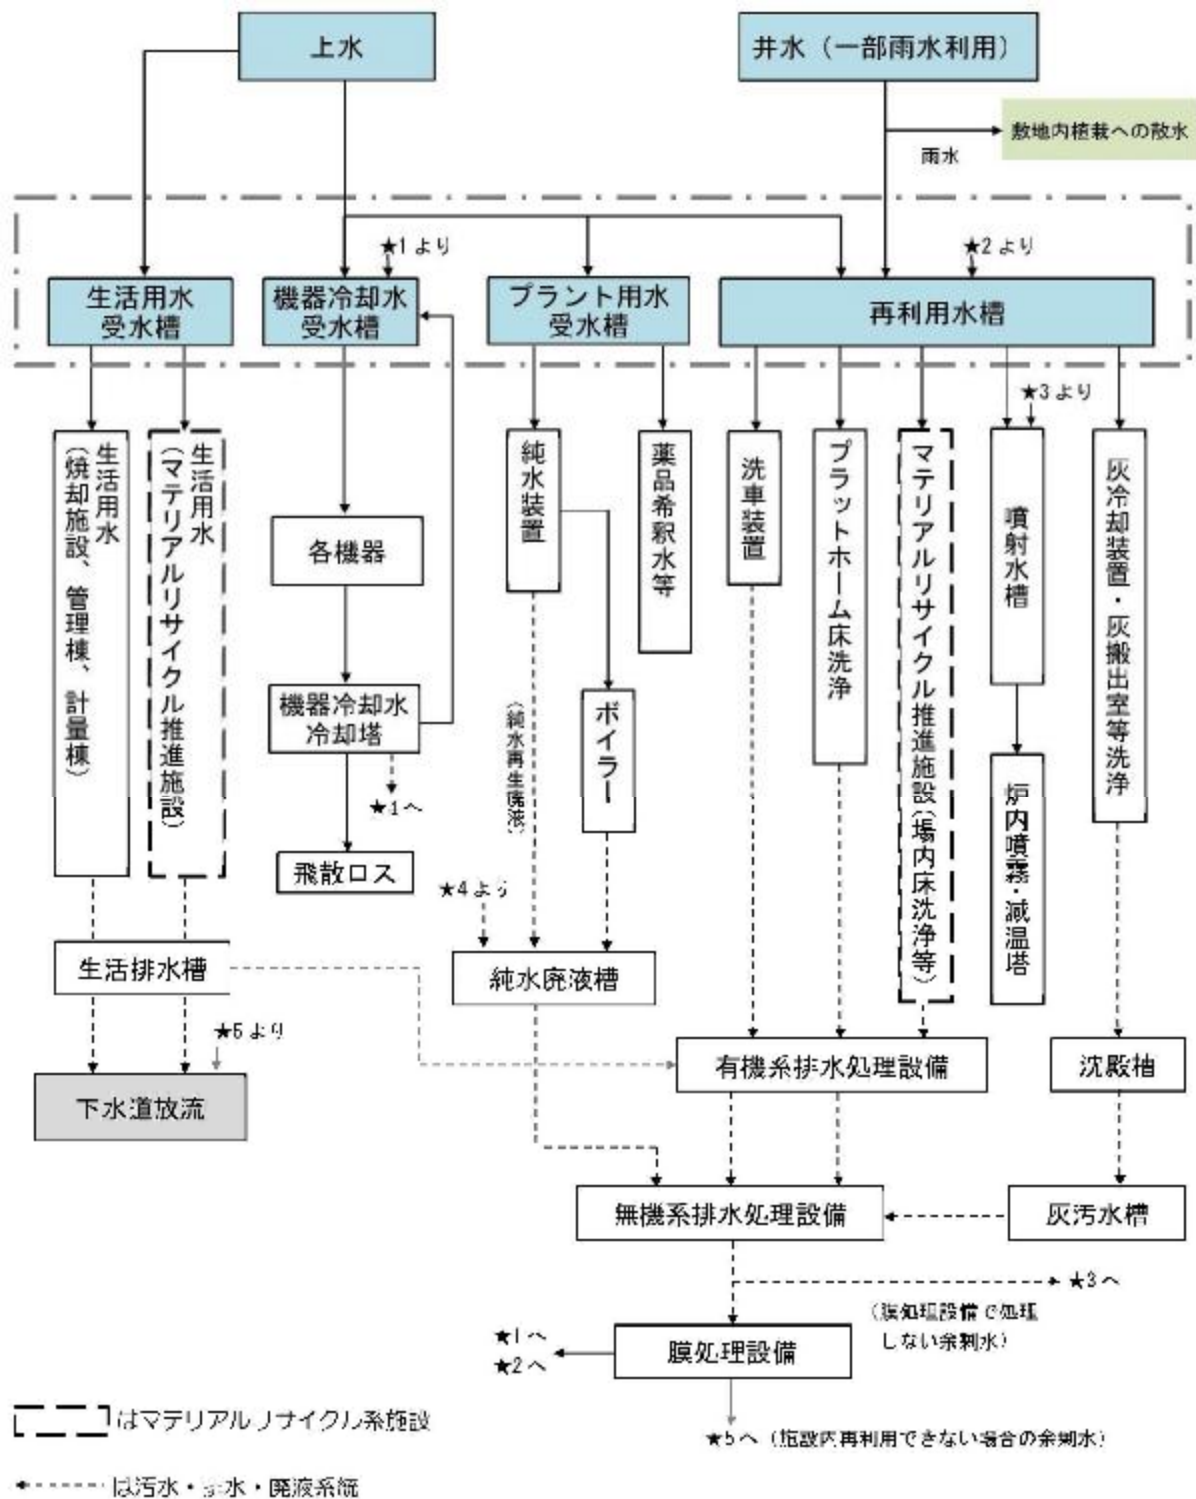 上水
井水（一部雨水利用）
敷地内植栽への散水
雨水
★1より
★2より
生活用水
受水槽
機器冷却水
受水槽
プラント用水
受水槽
再利用水槽
★3より
生活用水
（焼却施設、管理棟、計量棟）
生活用水
（マテリアルリサイクル推進施設）
各機器
純水装置
薬品希釈水等
洗車装置
プラットホーム床洗浄
マテリアルリサイクル推進施設（場内床洗浄等）
噴射水槽
灰冷却装置・灰搬出室等洗浄
機器冷却水
冷却塔
（純水再生廃液）
ボイラー
炉内噴霧・減温塔
飛散ロス
★4より
生活排水槽
純水廃液槽
★5より
有機系排水処理設備
沈殿槽
下水道放流
無機系排水処理設備
灰汚水槽
★3へ
（膜処理設備で処理
しない余剰水）
★1へ
★2へ
膜処理設備
はマテリアルリサイクル系施設
★5へ（施設内再利用できない場合の余剰水）
は汚水・排水・廃液系統